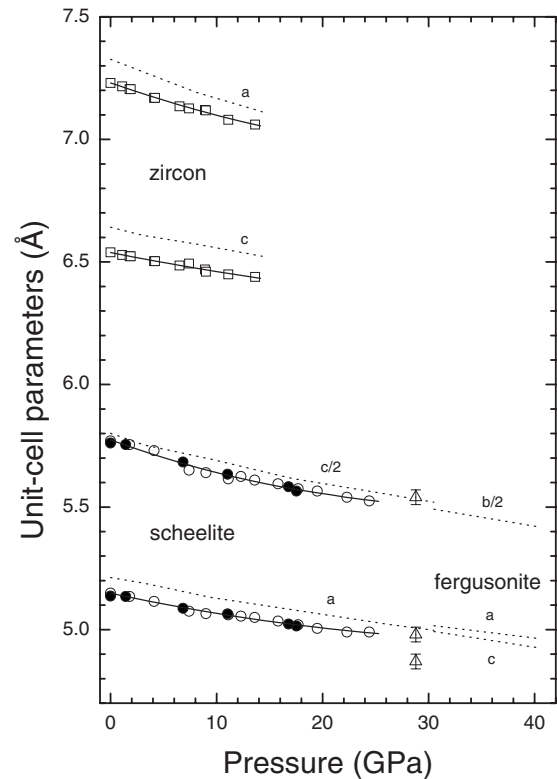 7.5
a
zircon
7.0
c
6.5
Unit-cell parameters (Å)
6.0
c/2
b/2
5.5
scheelite
fergusonite
a
a
5.0
c
0
10
20
30
40
Pressure (GPa)